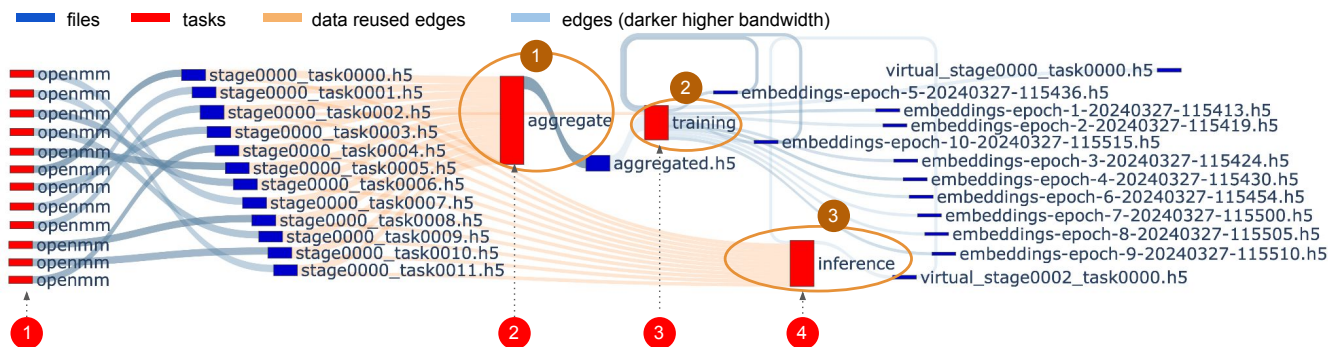 files
tasks
data reused edges
edges (darker higher bandwidth)
openmm
openmm
openmm
openmm
openmm
openmm
openmm
openmm
openmm
openmm
openmm
openmm
stage0000_task0000.h5
stage0000_task0001.h5
stage0000_task0002.h5
stage0000_task0003.h5
stage0000_task0004.h5
stage0000_task0005.h5
stage0000_task0006.h5
stage0000_task0007.h5
stage0000_task0008.h5
stage0000_task0009.h5
stage0000_task0010.h5
stage0000_task0011.h5
1
aggregate
aggregated.h5
2
training
3
inference
virtual_stage0000_task0000.h5
embeddings-epoch-5-20240327-115436.h5
embeddings-epoch-1-20240327-115413.h5
embeddings-epoch-2-20240327-115419.h5
embeddings-epoch-10-20240327-115515.h5
embeddings-epoch-3-20240327-115424.h5
embeddings-epoch-4-20240327-115430.h5
embeddings-epoch-6-20240327-115454.h5
embeddings-epoch-7-20240327-115500.h5
embeddings-epoch-8-20240327-115505.h5
embeddings-epoch-9-20240327-115510.h5
virtual_stage0002_task0000.h5
1
2
3
4